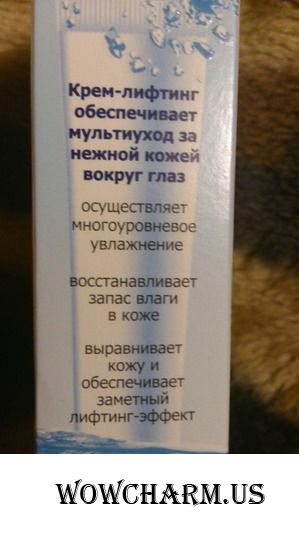 Крем-лифтинг
обеспечивает
мультиуход за
нежной кожей
вокруг глаз
осуществляет
многоуровневое
увлажнение
восстанавливает
запас влаги
в коже
выравнивает
кожу и
обеспечивает
заметный
лифтинг-эффект
WOWCHARM.US